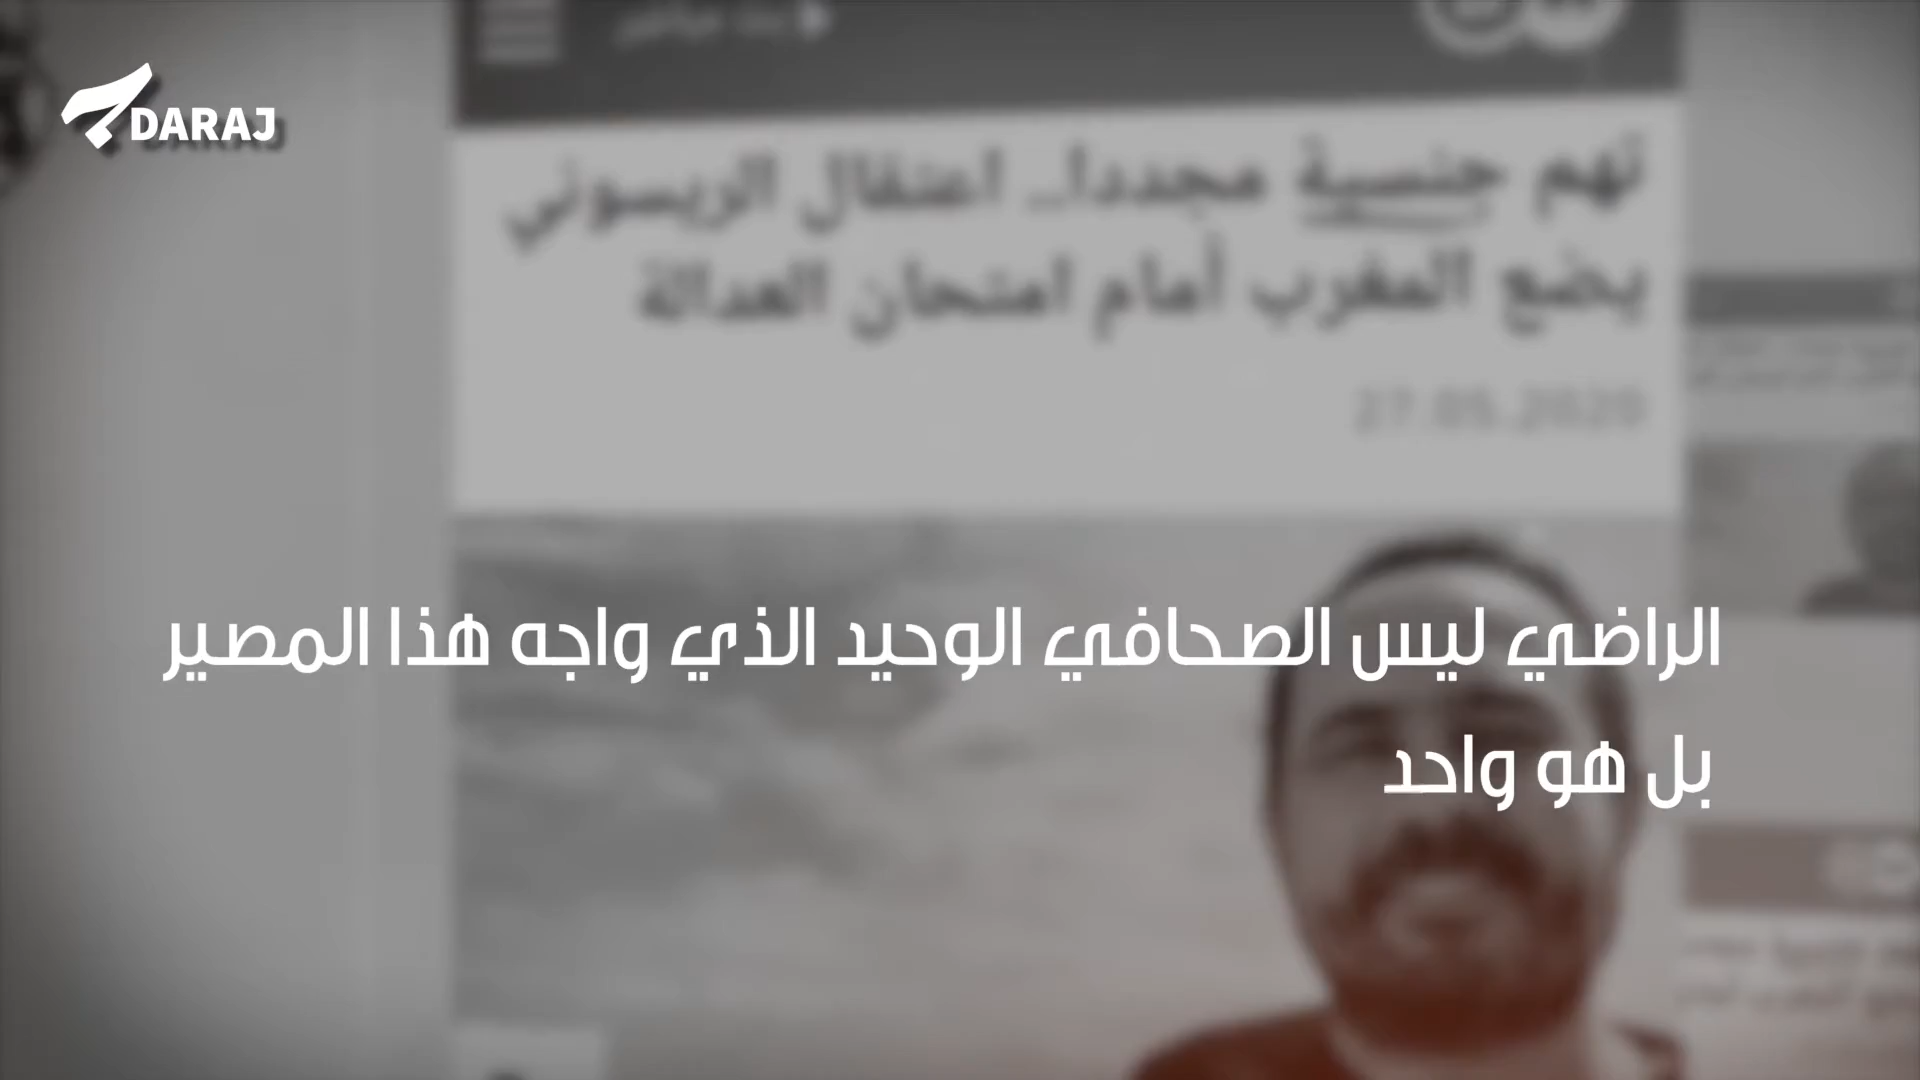 DARAJ
تهم جنسية مجددا.. اعتقال الريسوني
يضع المغرب أمام امتحان العدالة
27.05.2020
الراضي ليس الصحافي الوحيد الذي واجه هذا المصير
بل هو واحد